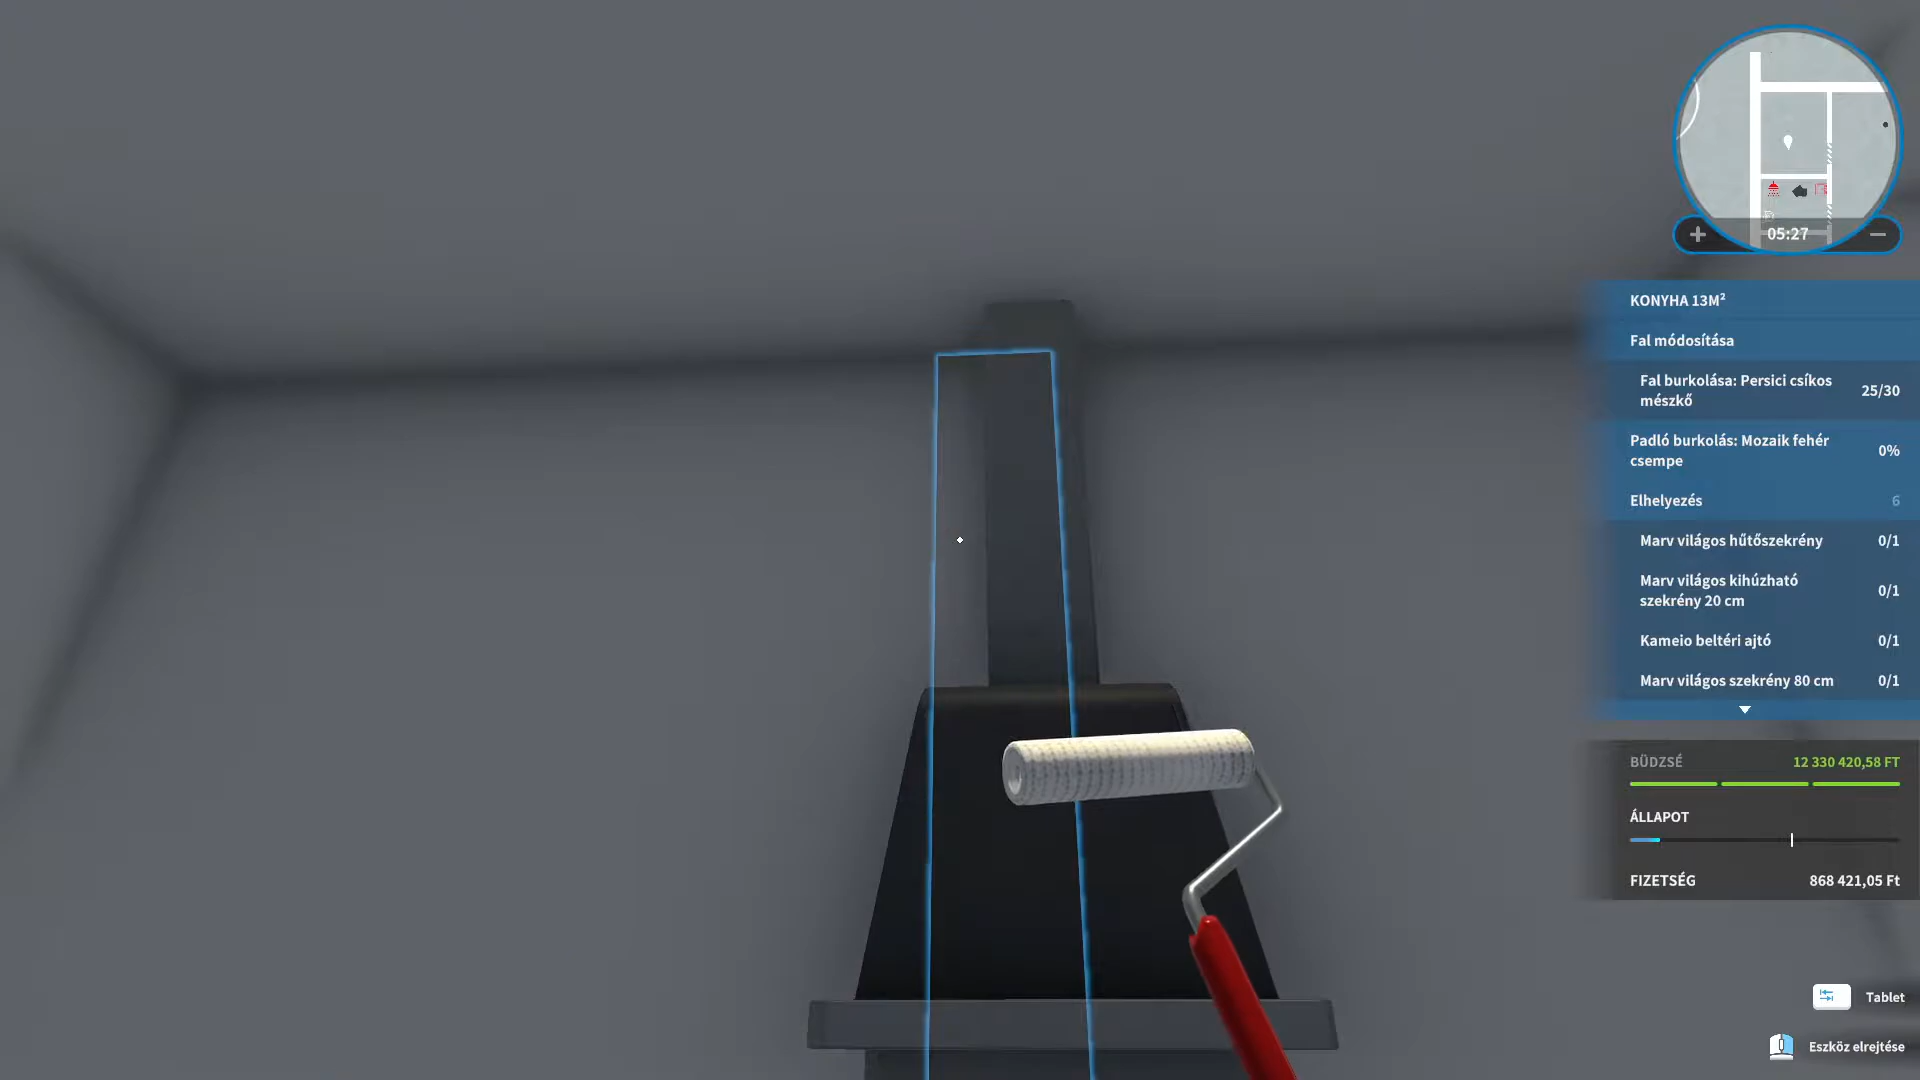 05:27
KONYHA 13M²
Fal módosítása
Fal burkolása: Persici csíkos
mészkő
25/30
Padló burkolás: Mozaik fehér
csempe
0%
Elhelyezés
6
Marv világos hűtőszekrény
0/1
Marv világos kihúzható
szekrény 20 cm
0/1
Kameio beltéri ajtó
0/1
Marv világos szekrény 80 cm
0/1
BÜDZSÉ
12 330 420,58 FT
ÁLLAPOT
FIZETSÉG
868 421,05 Ft
Tablet
Eszköz elrejtése